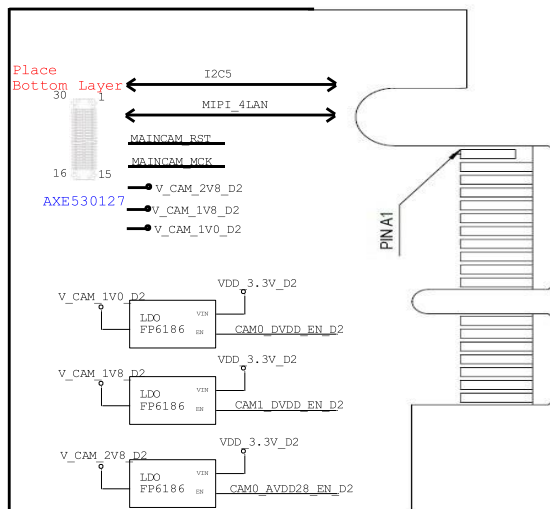 Place
Bottom Layer
30 1
16 15
AXE530127
I2C5
MIPI_4LAN
MAINCAM_RST
MAINCAM_MCK
V_CAM_2V8_D2
V_CAM_1V8_D2
V_CAM_1V0_D2
PIN A1
V_CAM_1V0_D2
LDO
FP6186
VIN
EN
VDD_3.3V_D2
CAM0_DVDD_EN_D2
V_CAM_1V8_D2
LDO
FP6186
VIN
EN
VDD_3.3V_D2
CAM1_DVDD_EN_D2
V_CAM_2V8_D2
LDO
FP6186
VIN
EN
VDD_3.3V_D2
CAM0_AVDD28_EN_D2